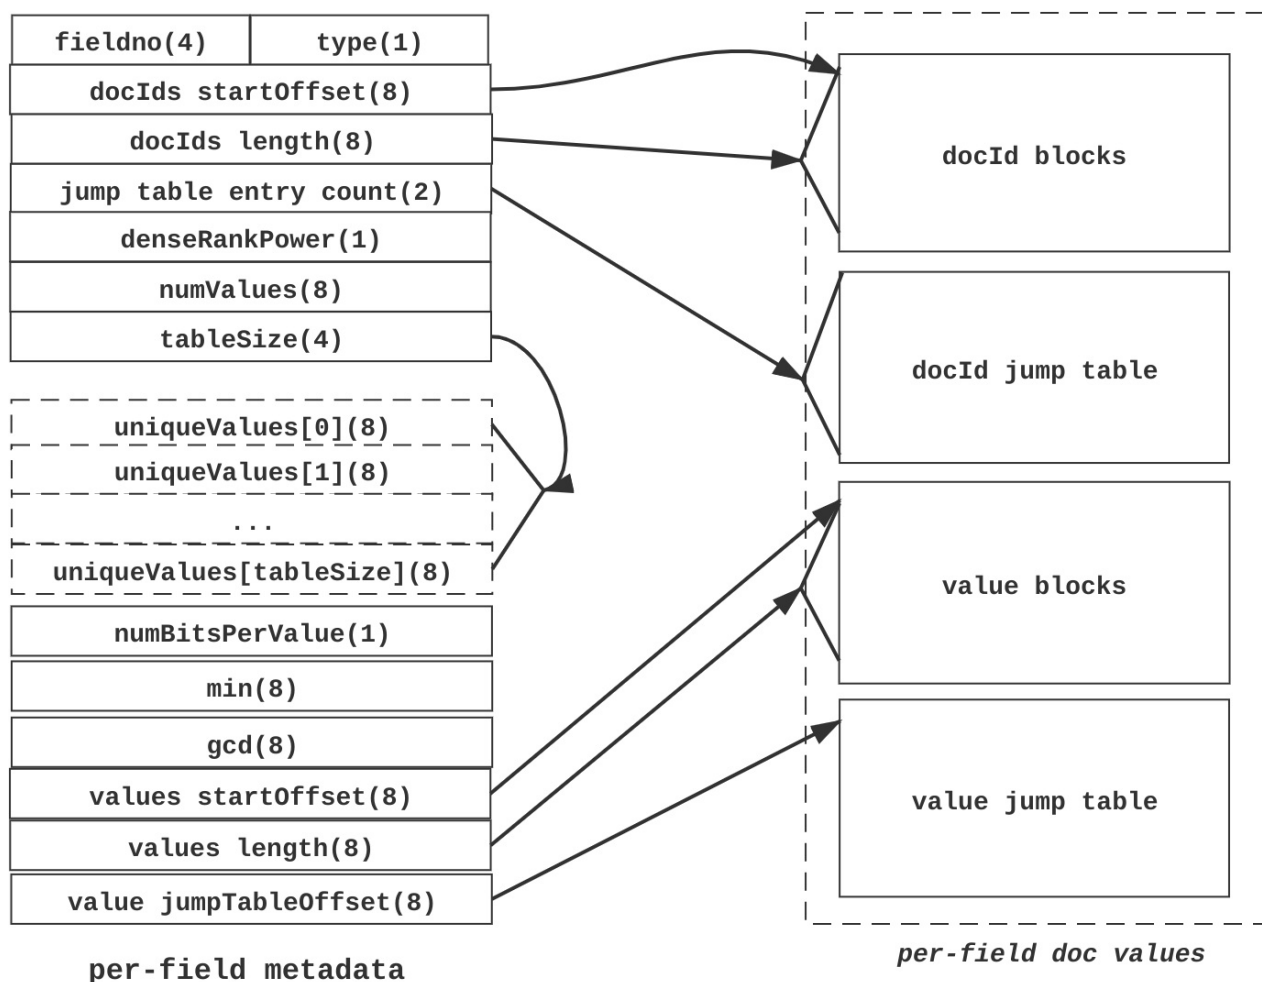 fieldno(4) type(1)
docIds startOffset(8)
docIds length(8)
jump table entry count(2)
denseRankPower(1)
numValues(8)
tableSize(4)
uniqueValues[0](8)
uniqueValues[1](8)
...
uniqueValues[tableSize](8)
numBitsPerValue(1)
min(8)
gcd(8)
values startOffset(8)
values length(8)
value jumpTableOffset(8)
per-field metadata
docId blocks
docId jump table
value blocks
value jump table
per-field doc values